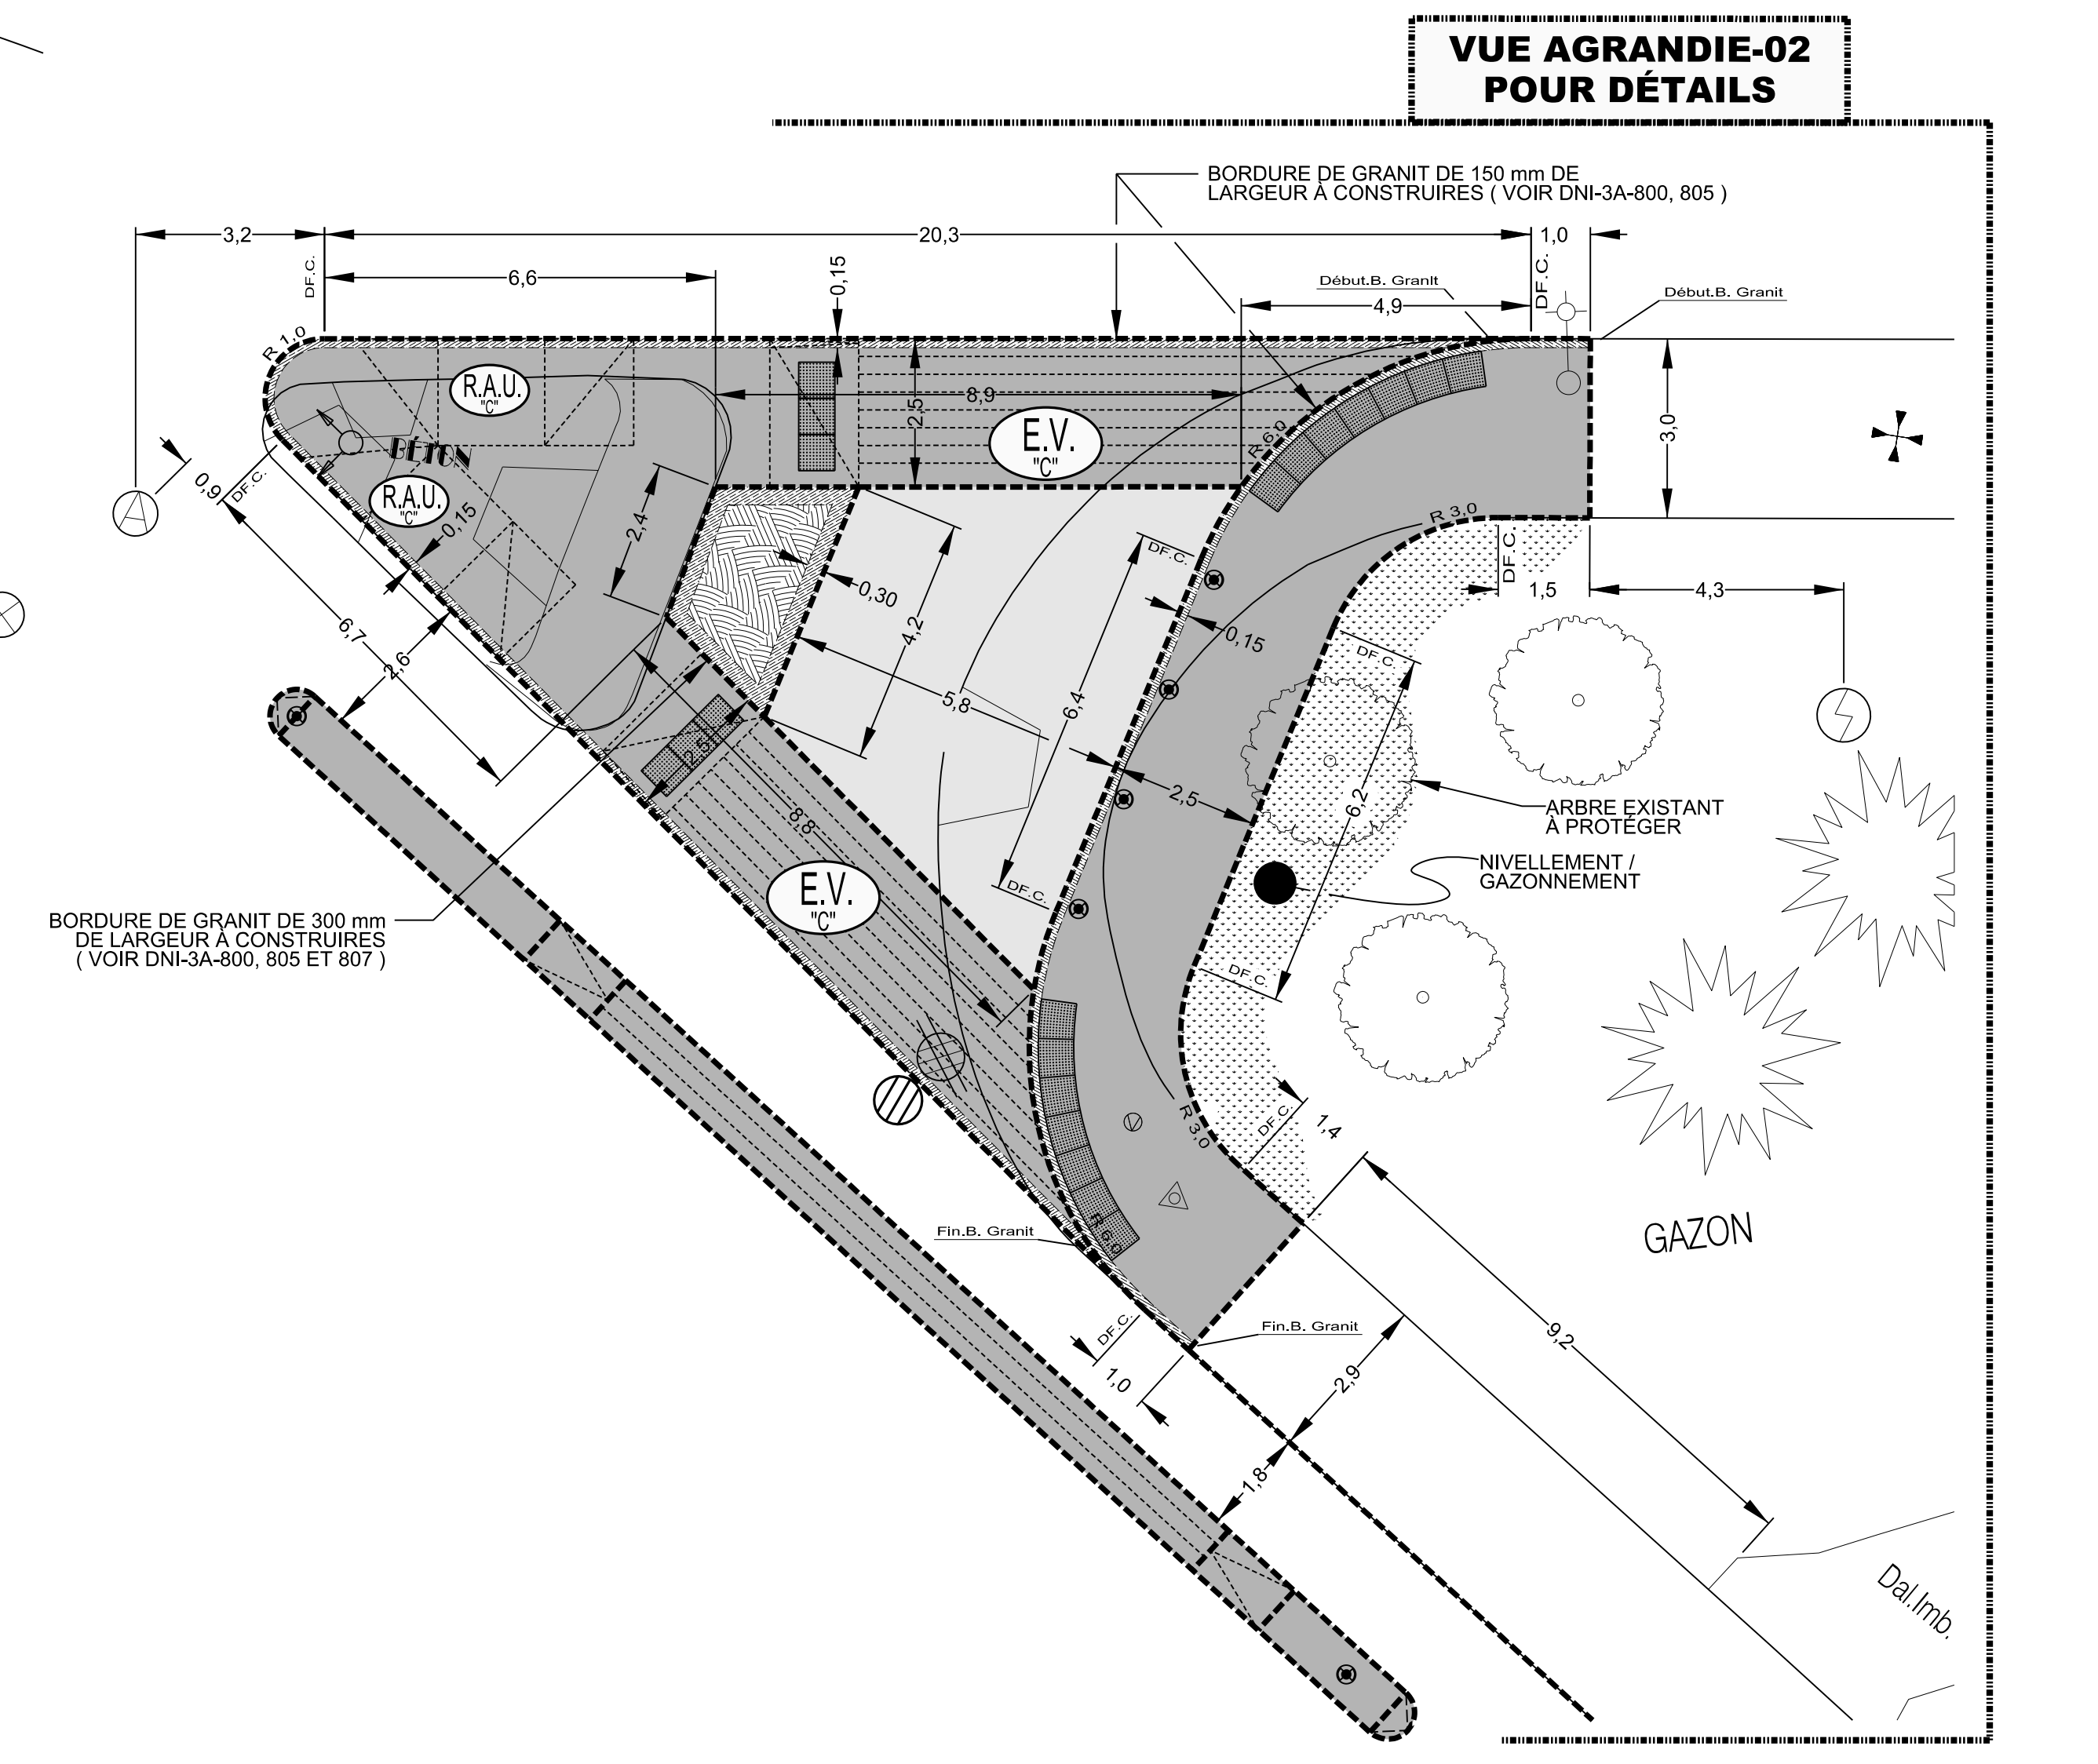 VUE AGRANDIE-02
POUR DÉTAILS
BORDURE DE GRANIT DE 150 mm DE
LARGEUR À CONSTRUIRES ( VOIR DNI-3A-800, 805 )
3,2
20,3
1,0
DF.C.
6,6
0,15
Début.B. Granit
4,9
DF.C.
Début.B. Granit
R 1,0
R.A.U.
"C"
8,9
2,5
E.V.
"C"
R 6,0
3,0
BÉTON
0,9
DF.C.
R.A.U.
"C"
0,15
2,4
R 3,0
DF.C.
DF.C.
1,5
4,3
0,30
4,2
6,7
2,6
0,15
DF.C.
5,8
6,4
2,5
2,5
6,2
ARBRE EXISTANT
À PROTÉGER
8,8
NIVELLEMENT /
GAZONNEMENT
E.V.
"C"
DF.C.
BORDURE DE GRANIT DE 300 mm
DE LARGEUR À CONSTRUIRES
( VOIR DNI-3A-800, 805 ET 807 )
DF.C.
R 3,0
DF.C.
1,4
GAZON
R 6,0
Fin.B. Granit
Fin.B. Granit
DF.C.
1,0
9,2
2,9
1,8
Dal.Imb.